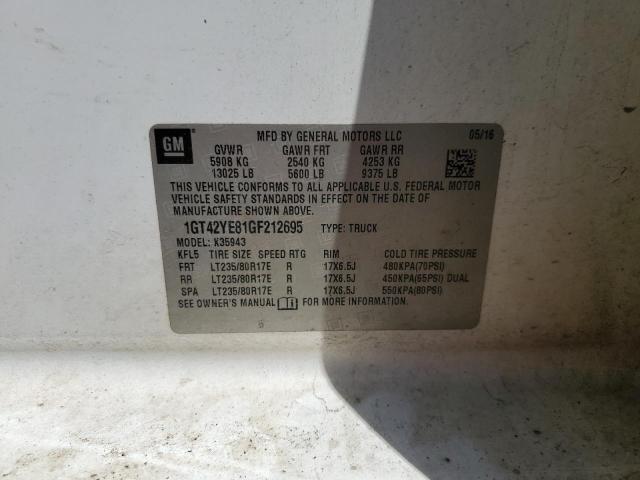 GM
MFD BY GENERAL MOTORS LLC 05/16
GVWR GAWR FRT GAWR RR
5908 KG 2540 KG 4253 KG
13025 LB 5600 LB 9375 LB
THIS VEHICLE CONFORMS TO ALL APPLICABLE U.S. FEDERAL MOTOR
VEHICLE SAFETY STANDARDS IN EFFECT ON THE DATE OF
MANUFACTURE SHOWN ABOVE.
1GT42YE81GF212695 TYPE: TRUCK
MODEL: K35943
KFL5 TIRE SIZE SPEED RTG RIM COLD TIRE PRESSURE
FRT LT235/80R17E R 17X6.5J 480KPA(70PSI)
RR LT235/80R17E R 17X6.5J 450KPA(65PSI) DUAL
SPA LT235/80R17E R 17X6.5J 550KPA(80PSI)
SEE OWNER'S MANUAL FOR MORE INFORMATION.